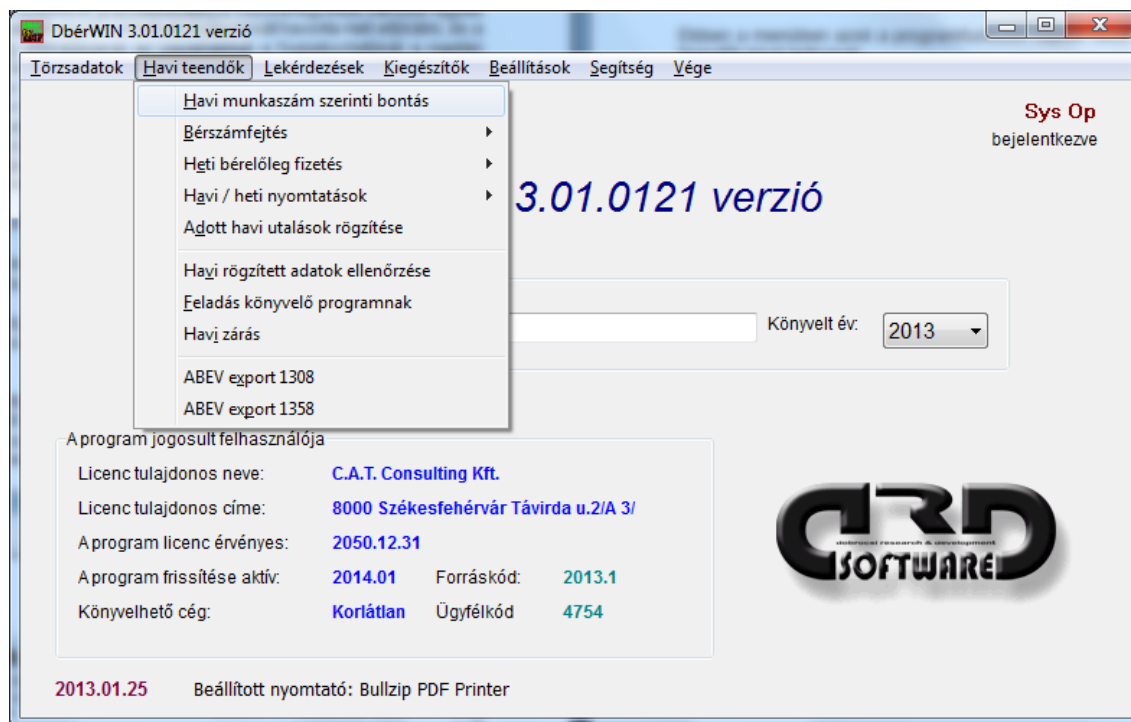 DbérWIN 3.01.0121 verzió
Törzsadatok Havi teendők Lekérdezések Kiegészítők Beállítások Segítség Vége
Havi munkaszám szerinti bontás
Bérszámfejtés
Heti bérelőleg fizetés
Havi / heti nyomtatások
Adott havi utalások rögzítése
Havi rögzített adatok ellenőrzése
Feladás könyvelő programnak
Havi zárás
ABEV export 1308
ABEV export 1358
Sys Op
bejelentkezve
3.01.0121 verzió
Könyvelt év: 2013
A program jogosult felhasználója
Licenc tulajdonos neve: C.A.T. Consulting Kft.
Licenc tulajdonos címe: 8000 Székesfehérvár Távirda u.2/A 3/
A program licenc érvényes: 2050.12.31
A program frissítése aktív: 2014.01 Forráskód: 2013.1
Könyvelhető cég: Korlátlan Ügyfélkód 4754
DRD
dobrocsi research & development
SOFTWARE
2013.01.25 Beállított nyomtató: Bullzip PDF Printer